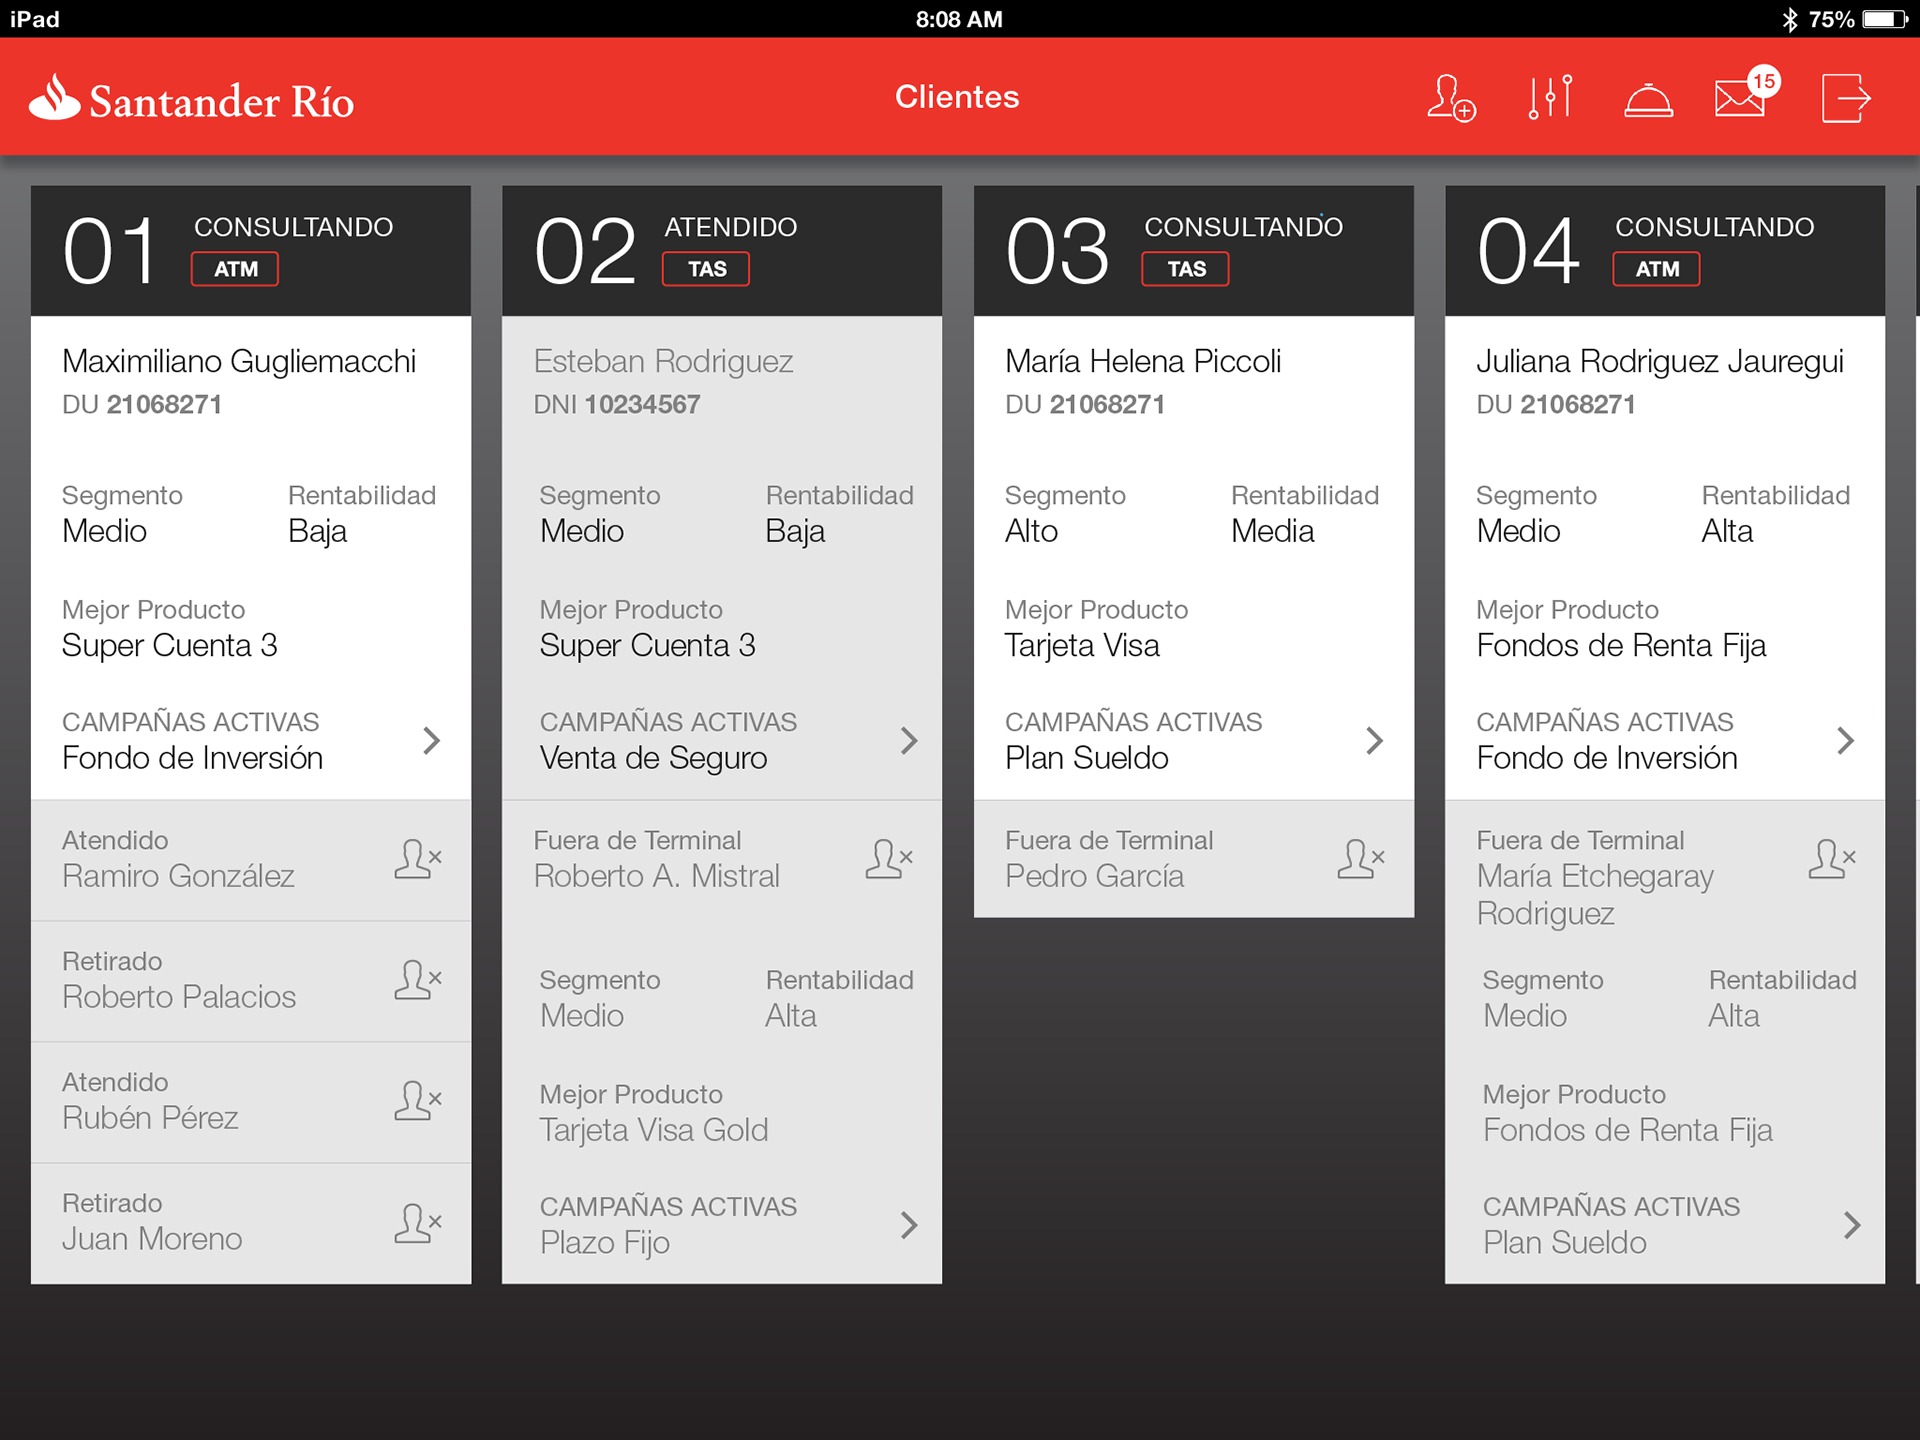 iPad
8:08 AM
75%
Santander Río
Clientes
15
01
CONSULTANDO
ATM
Maximiliano Gugliemacchi
DU 21068271
Segmento
Medio
Rentabilidad
Baja
Mejor Producto
Super Cuenta 3
CAMPAÑAS ACTIVAS
Fondo de Inversión
Atendido
Ramiro González
Retirado
Roberto Palacios
Atendido
Rubén Pérez
Retirado
Juan Moreno
02
ATENDIDO
TAS
Esteban Rodriguez
DNI 10234567
Segmento
Medio
Rentabilidad
Baja
Mejor Producto
Super Cuenta 3
CAMPAÑAS ACTIVAS
Venta de Seguro
Fuera de Terminal
Roberto A. Mistral
Segmento
Medio
Rentabilidad
Alta
Mejor Producto
Tarjeta Visa Gold
CAMPAÑAS ACTIVAS
Plazo Fijo
03
CONSULTANDO
TAS
María Helena Piccoli
DU 21068271
Segmento
Alto
Rentabilidad
Media
Mejor Producto
Tarjeta Visa
CAMPAÑAS ACTIVAS
Plan Sueldo
Fuera de Terminal
Pedro García
04
CONSULTANDO
ATM
Juliana Rodriguez Jauregui
DU 21068271
Segmento
Medio
Rentabilidad
Alta
Mejor Producto
Fondos de Renta Fija
CAMPAÑAS ACTIVAS
Fondo de Inversión
Fuera de Terminal
María Etchegaray
Rodriguez
Segmento
Medio
Rentabilidad
Alta
Mejor Producto
Fondos de Renta Fija
CAMPAÑAS ACTIVAS
Plan Sueldo